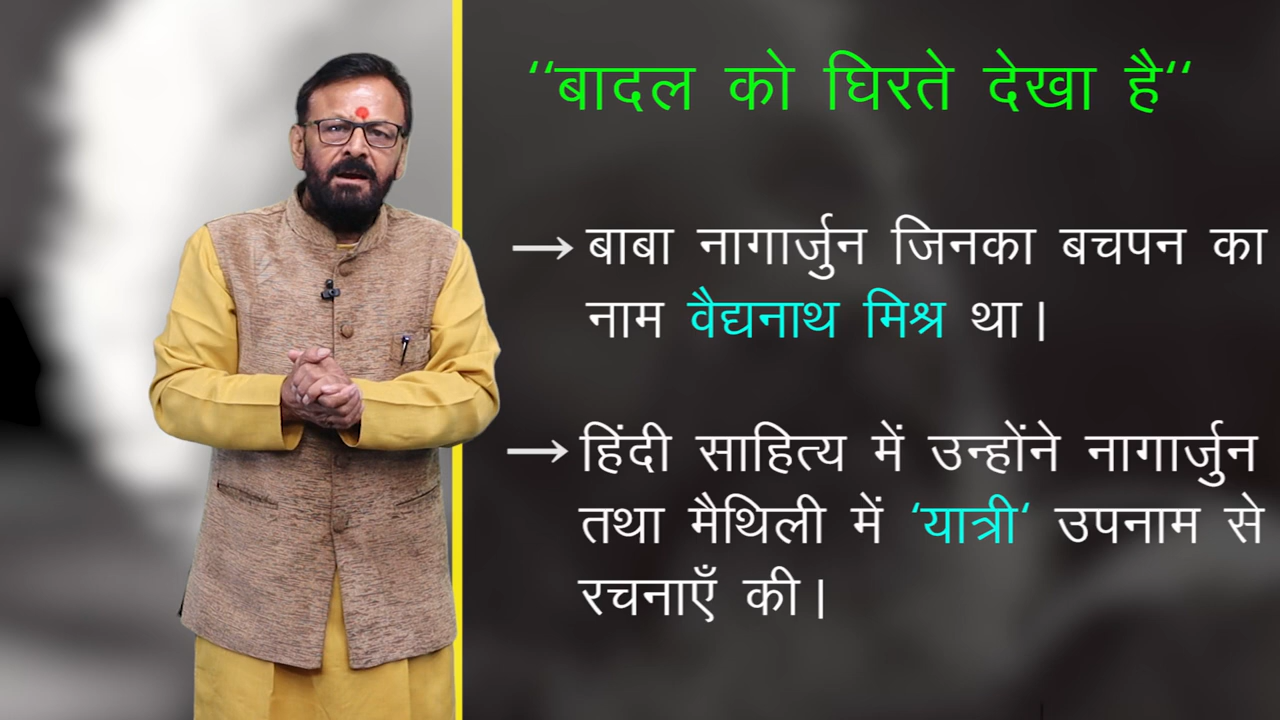 ‘‘बादल को घिरते देखा है‘‘
→ बाबा नागार्जुन जिनका बचपन का
नाम वैद्यनाथ मिश्र था।
→ हिंदी साहित्य में उन्होंने नागार्जुन
तथा मैथिली में ‘यात्री‘ उपनाम से
रचनाएँ की।